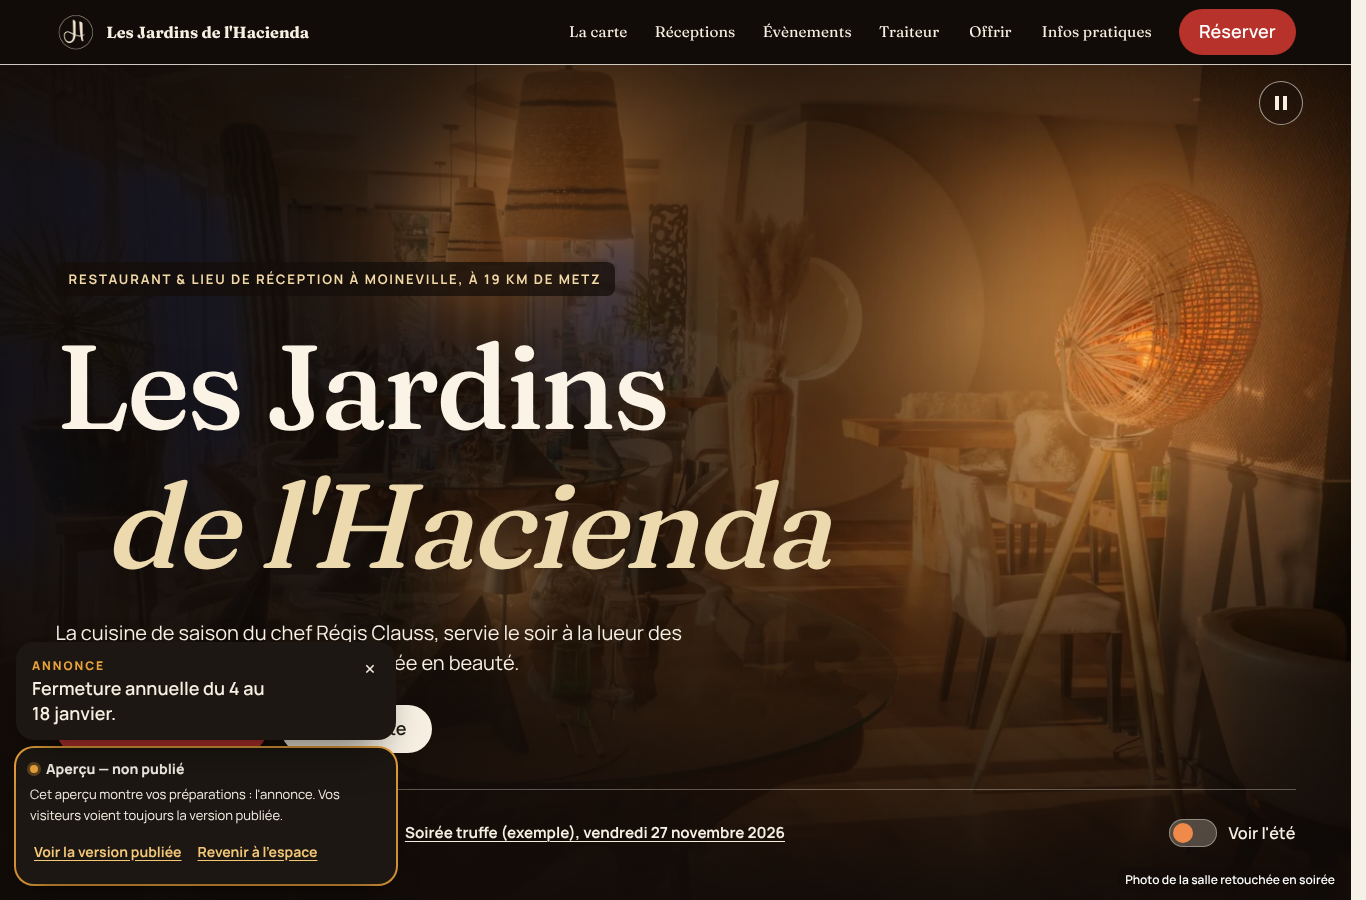 Les Jardins de l'Hacienda
La carte
Réceptions
Évènements
Traiteur
Offrir
Infos pratiques
Réserver
RESTAURANT & LIEU DE RÉCEPTION À MOINEVILLE, À 19 KM DE METZ
Les Jardins
de l'Hacienda
La cuisine de saison du chef Régis Clauss, servie le soir à la lueur des
ée en beauté.
ANNONCE
×
Fermeture annuelle du 4 au
18 janvier.
te
Aperçu — non publié
Cet aperçu montre vos préparations : l'annonce. Vos
visiteurs voient toujours la version publiée.
Voir la version publiée
Revenir à l'espace
Soirée truffe (exemple), vendredi 27 novembre 2026
Voir l'été
Photo de la salle retouchée en soirée